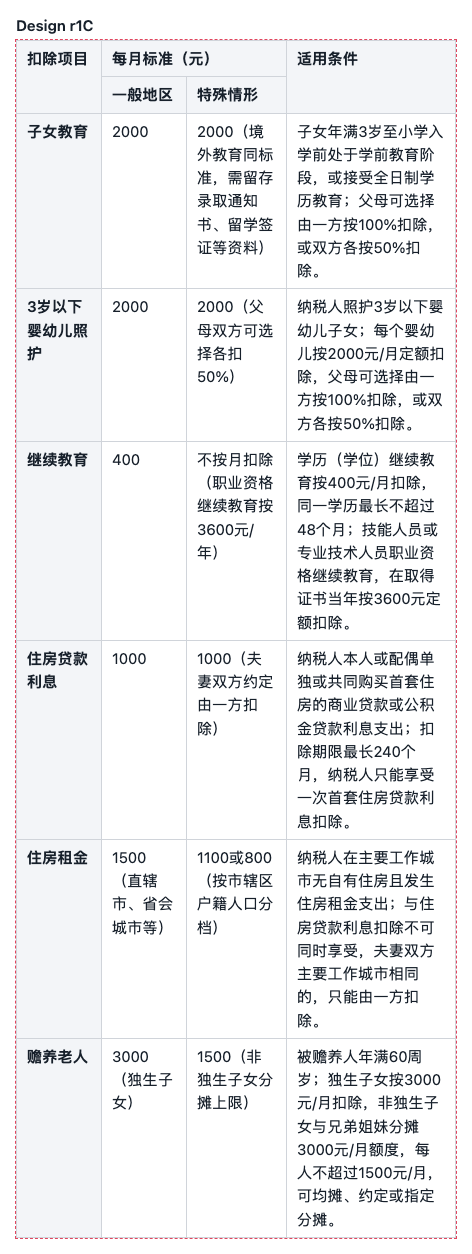 Design r1C
扣除项目
每月标准（元）
适用条件
一般地区
特殊情形
子女教育
2000
2000（境
外教育同标
准，需留存
录取通知
书、留学签
证等资料）
子女年满3岁至小学入
学前处于学前教育阶
段，或接受全日制学
历教育；父母可选择
由一方按100%扣除，
或双方各按50%扣
除。
3岁以下
婴幼儿照
护
2000
2000（父
母双方可选
择各扣
50%）
纳税人照护3岁以下婴
幼儿子女；每个婴幼
儿按2000元/月定额扣
除，父母可选择由一
方按100%扣除，或双
方各按50%扣除。
继续教育
400
不按月扣除
（职业资格
继续教育按
3600元/
年）
学历（学位）继续教
育按400元/月扣除，
同一学历最长不超过
48个月；技能人员或
专业技术人员职业资
格继续教育，在取得
证书当年按3600元定
额扣除。
住房贷款
利息
1000
1000（夫
妻双方约定
由一方扣
除）
纳税人本人或配偶单
独或共同购买首套住
房的商业贷款或公积
金贷款利息支出；扣
除期限最长240个
月，纳税人只能享受
一次首套住房贷款利
息扣除。
住房租金
1500
（直辖
市、省会
城市等）
1100或800
（按市辖区
户籍人口分
档）
纳税人在主要工作城
市无自有住房且发生
住房租金支出；与住
房贷款利息扣除不可
同时享受，夫妻双方
主要工作城市相同
的，只能由一方扣
除。
赡养老人
3000
（独生子
女）
1500（非
独生子女分
摊上限）
被赡养人年满60周
岁；独生子女按3000
元/月扣除，非独生子
女与兄弟姐妹分摊
3000元/月额度，每
人不超过1500元/月，
可均摊、约定或指定
分摊。